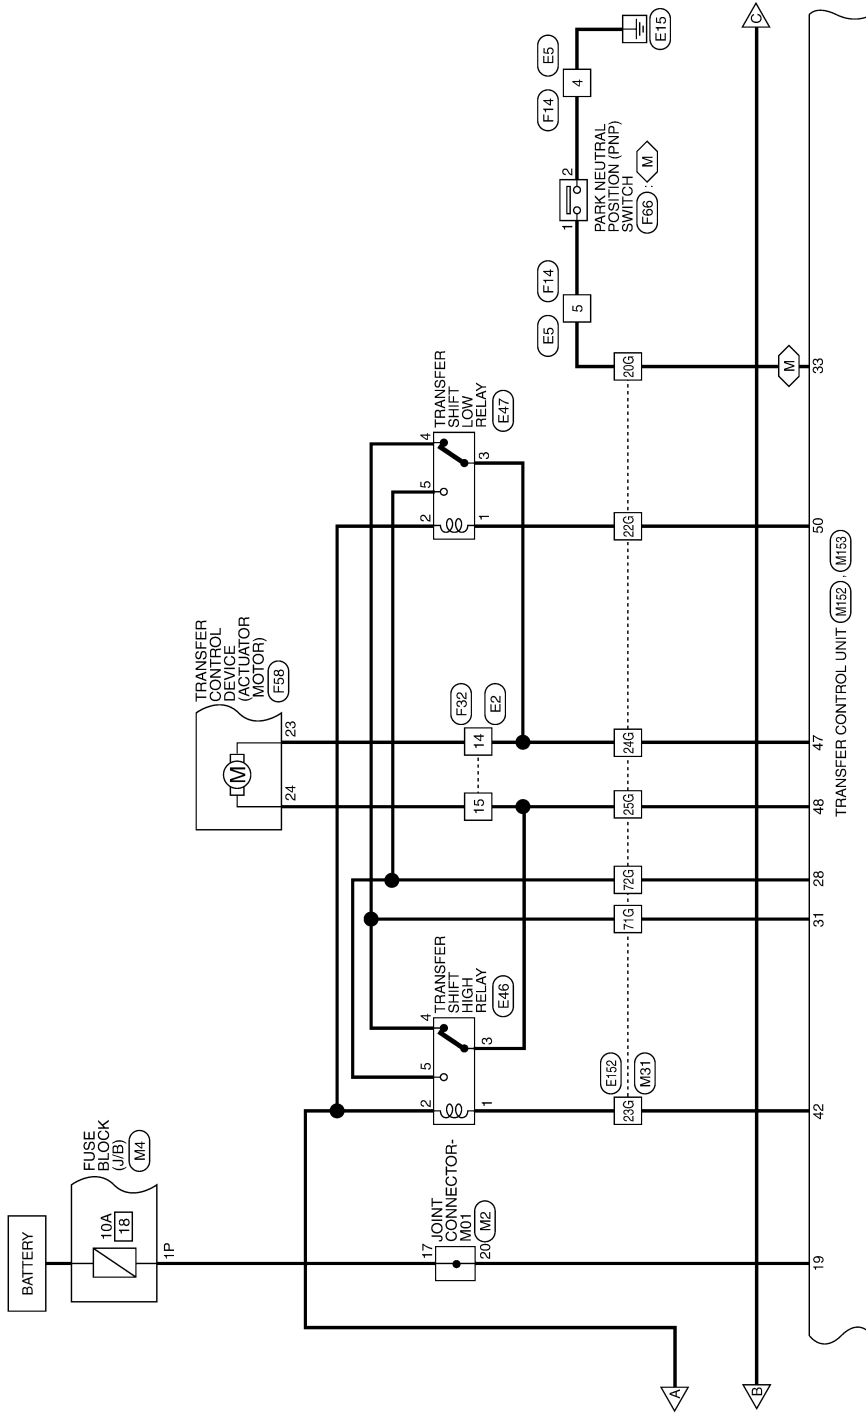 BATTERY
FUSE
BLOCK
(J/B)
M4
10A
18
1P
TRANSFER
CONTROL
DEVICE
(ACTUATOR
MOTOR)
F58
M
24
23
17
JOINT
CONNECTOR-
M01
M2
20
2
5
4
TRANSFER
SHIFT
HIGH
RELAY
E46
1
3
15
14
F32
E2
2
5
4
TRANSFER
SHIFT
LOW
RELAY
E47
1
3
E5
F14
5
1
2
PARK NEUTRAL
POSITION (PNP)
SWITCH
F66 : M
F14
E5
4
E15
E152
M31
23G
71G
72G
25G
24G
22G
20G
A
B
C
M
19
42
31
28
48
47
50
33
TRANSFER CONTROL UNIT M152 , M153